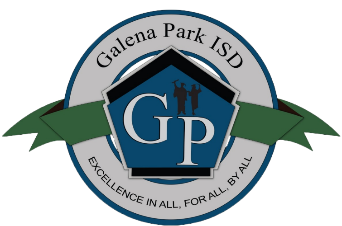 Galena Park ISD
GP
EXCELLENCE IN ALL, FOR ALL, BY ALL